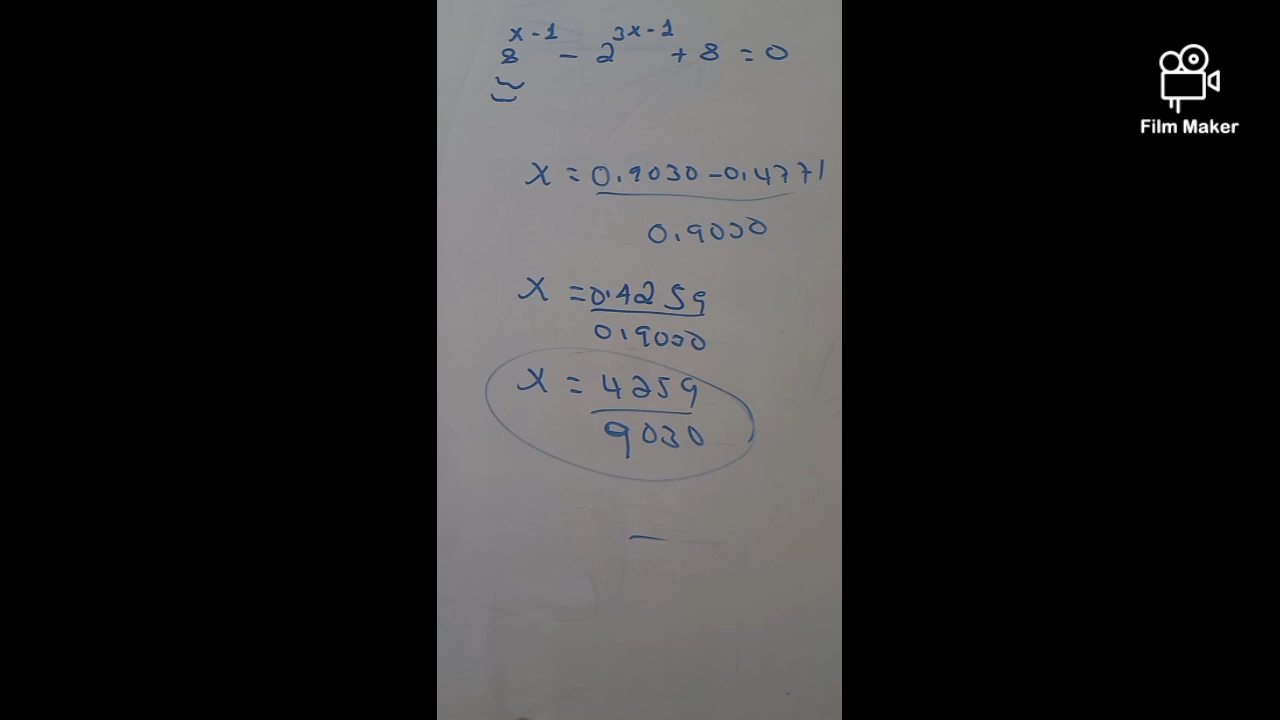 8^x-1 - 2^3x-1 + 8 = 0
x = 0.9030 - 0.4771
0.9030
x = 0.4259
0.9030
x = 4259
9030
Film Maker